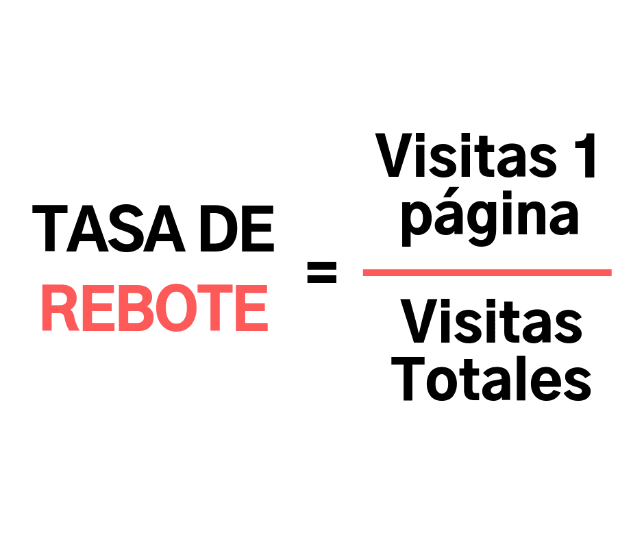 TASA DE
REBOTE
=
Visitas 1
página
Visitas
Totales